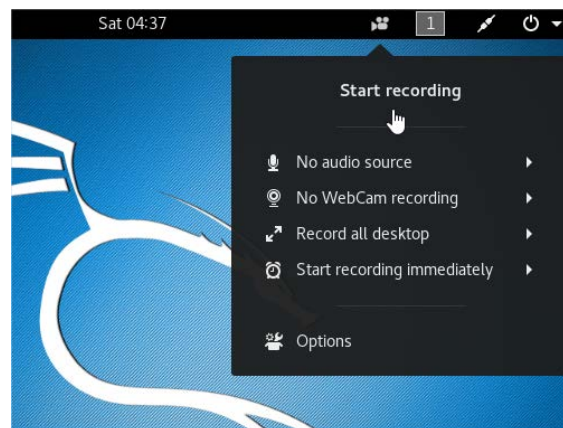 Sat 04:37
1
Start recording
No audio source
No WebCam recording
Record all desktop
Start recording immediately
Options